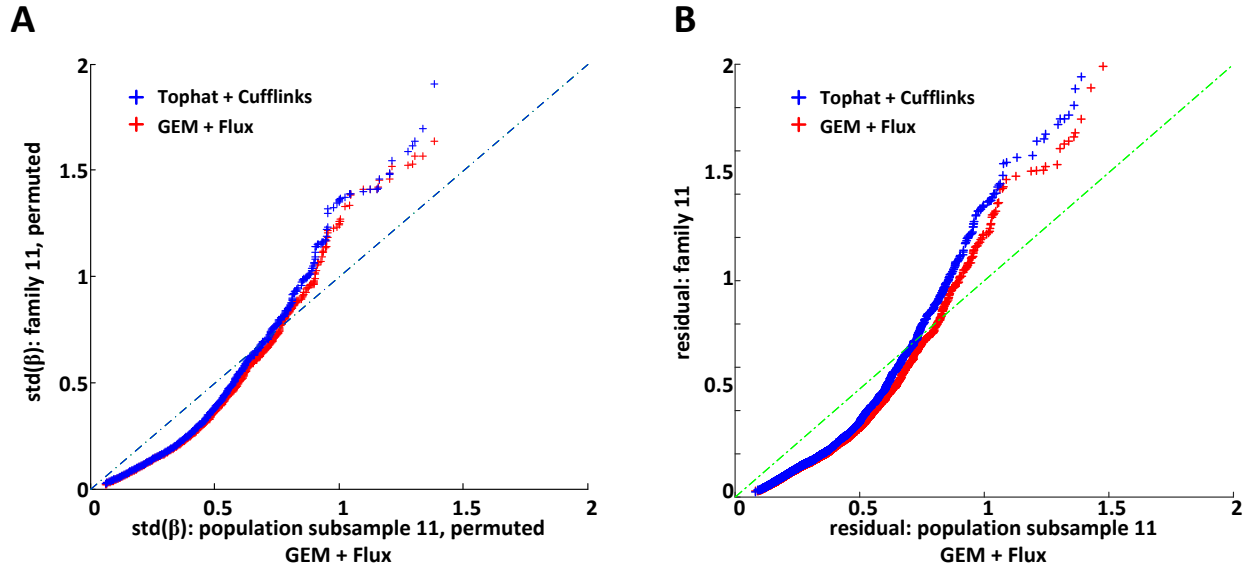 A
2
1.5
1
0.5
0
0
0.5
1
1.5
2
std(β): family 11, permuted
+ Tophat + Cufflinks
+ GEM + Flux
std(β): population subsample 11, permuted
GEM + Flux
B
2
1.5
1
0.5
0
0
0.5
1
1.5
2
residual: family 11
+ Tophat + Cufflinks
+ GEM + Flux
residual: population subsample 11
GEM + Flux